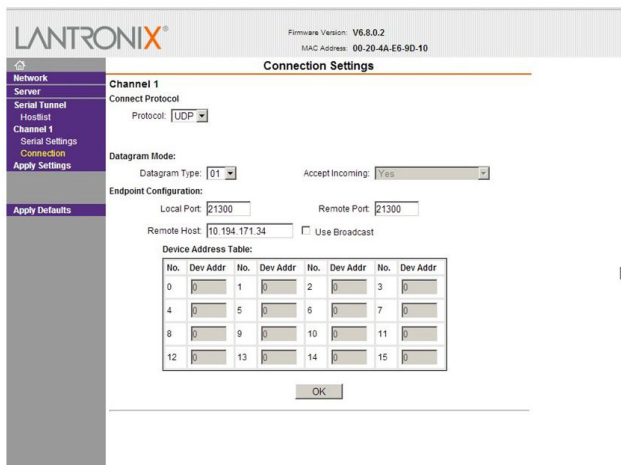 LANTRONIX®
Firmware Version: V6.8.0.2
MAC Address: 00-20-4A-E6-9D-10
Connection Settings
Network
Server
Serial Tunnel
Hostlist
Channel 1
Serial Settings
Connection
Apply Settings
Apply Defaults
Channel 1
Connect Protocol
Protocol: UDP
Datagram Mode:
Datagram Type: 01 Accept Incoming: Yes
Endpoint Configuration:
Local Port: 21300 Remote Port: 21300
Remote Host: 10.194.171.34 Use Broadcast
Device Address Table:
No. Dev Addr No. Dev Addr No. Dev Addr No. Dev Addr
0 0 1 0 2 0 3 0
4 0 5 0 6 0 7 0
8 0 9 0 10 0 11 0
12 0 13 0 14 0 15 0
OK